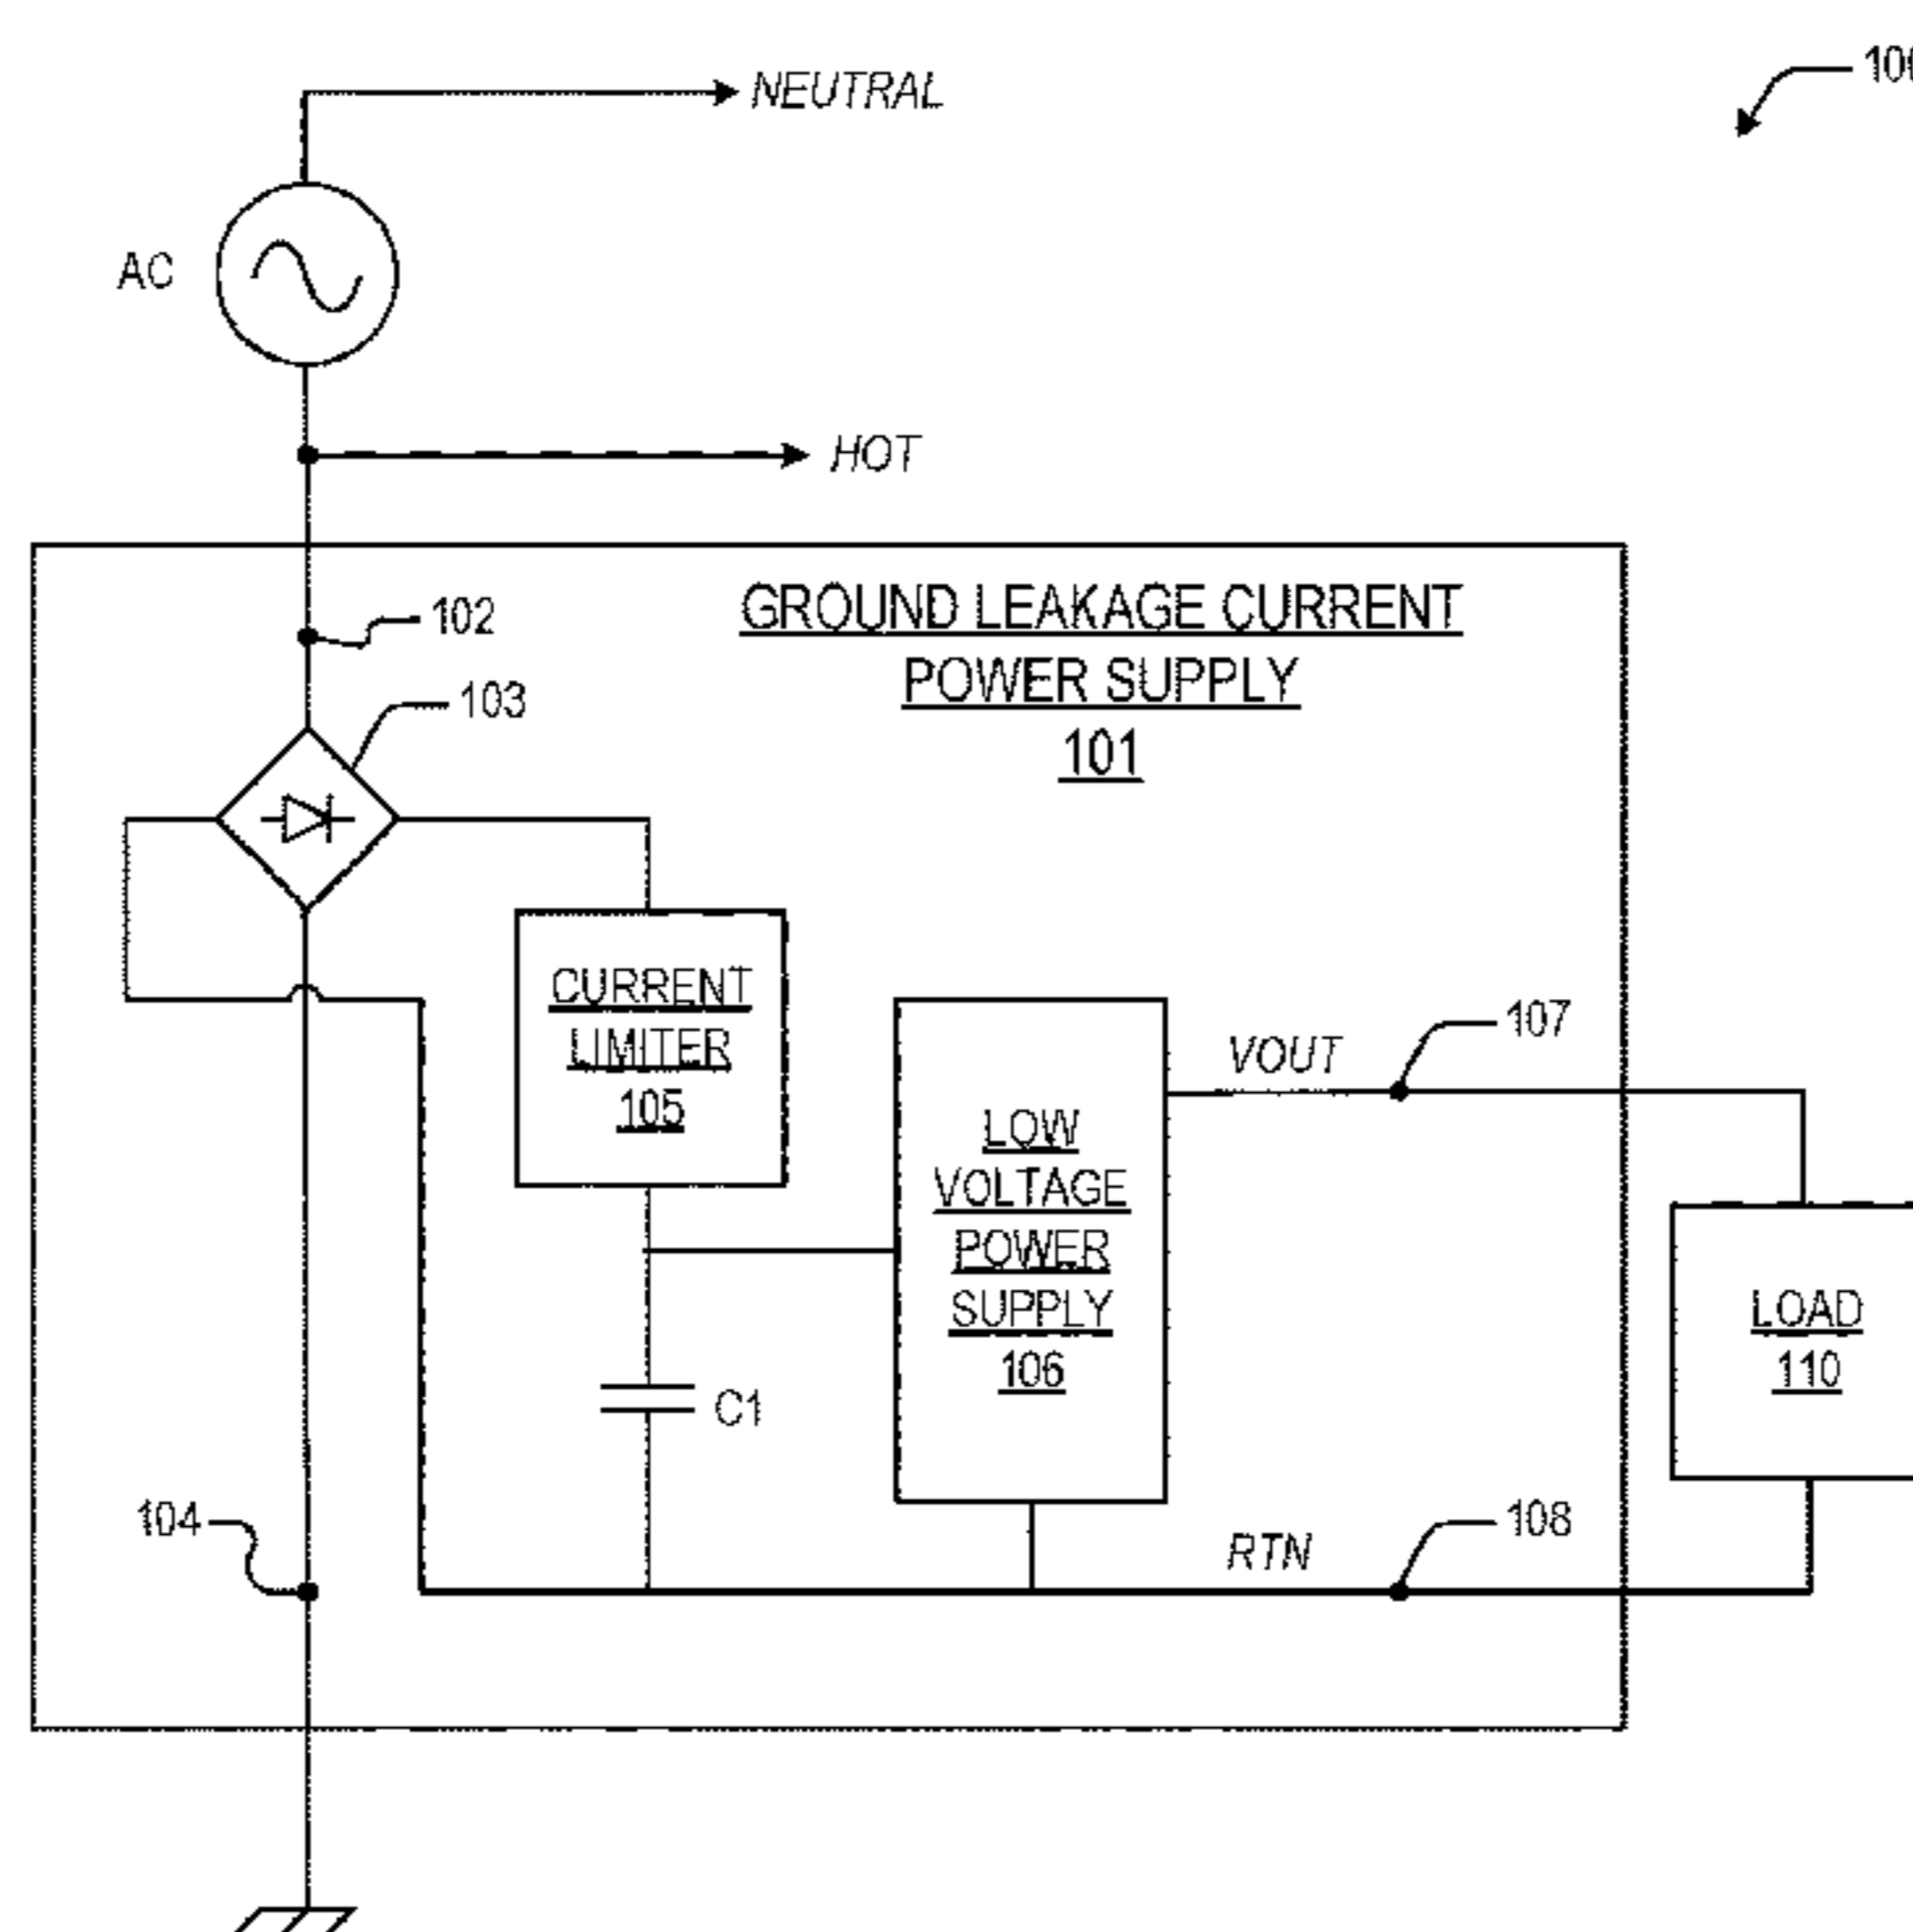 NEUTRAL
AC
HOT
102
103
GROUND LEAKAGE CURRENT
POWER SUPPLY
101
CURRENT
LIMITER
105
LOW
VOLTAGE
POWER
SUPPLY
106
VOUT
107
C1
LOAD
110
104
RTN
108